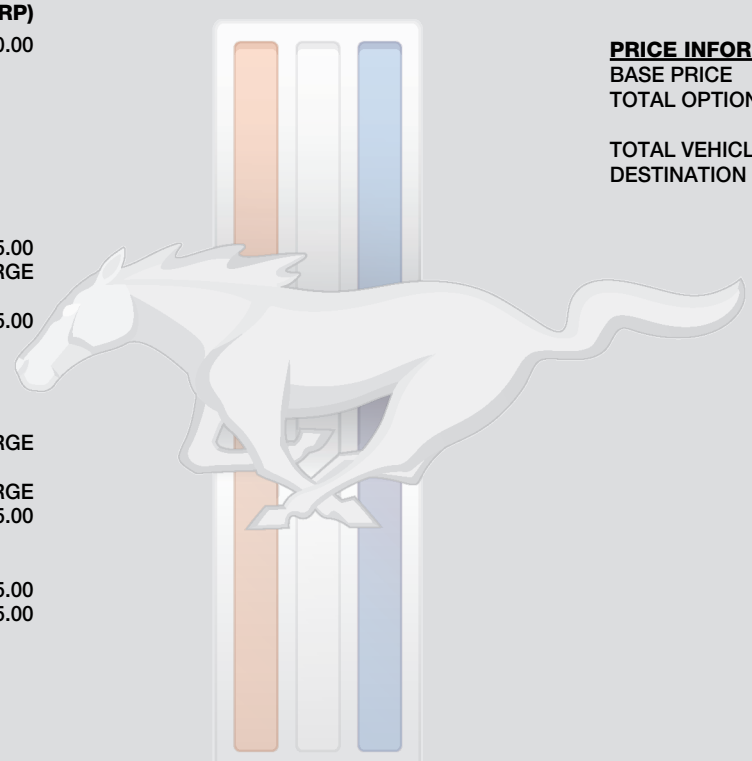 RP)
0.00
5.00
RGE
5.00
RGE
RGE
5.00
5.00
5.00
PRICE INFOR
BASE PRICE
TOTAL OPTION
TOTAL VEHICL
DESTINATION